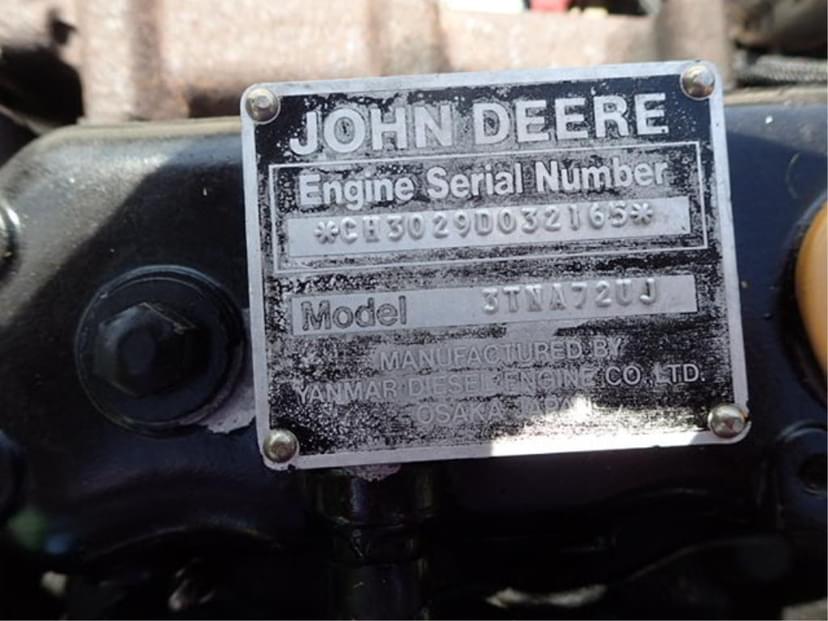 JOHN DEERE
Engine Serial Number
*CH3029D032165*
Model 3TNA72UJ
MANUFACTURED BY
YANMAR DIESEL ENGINE CO., LTD.
OSAKA JAPAN